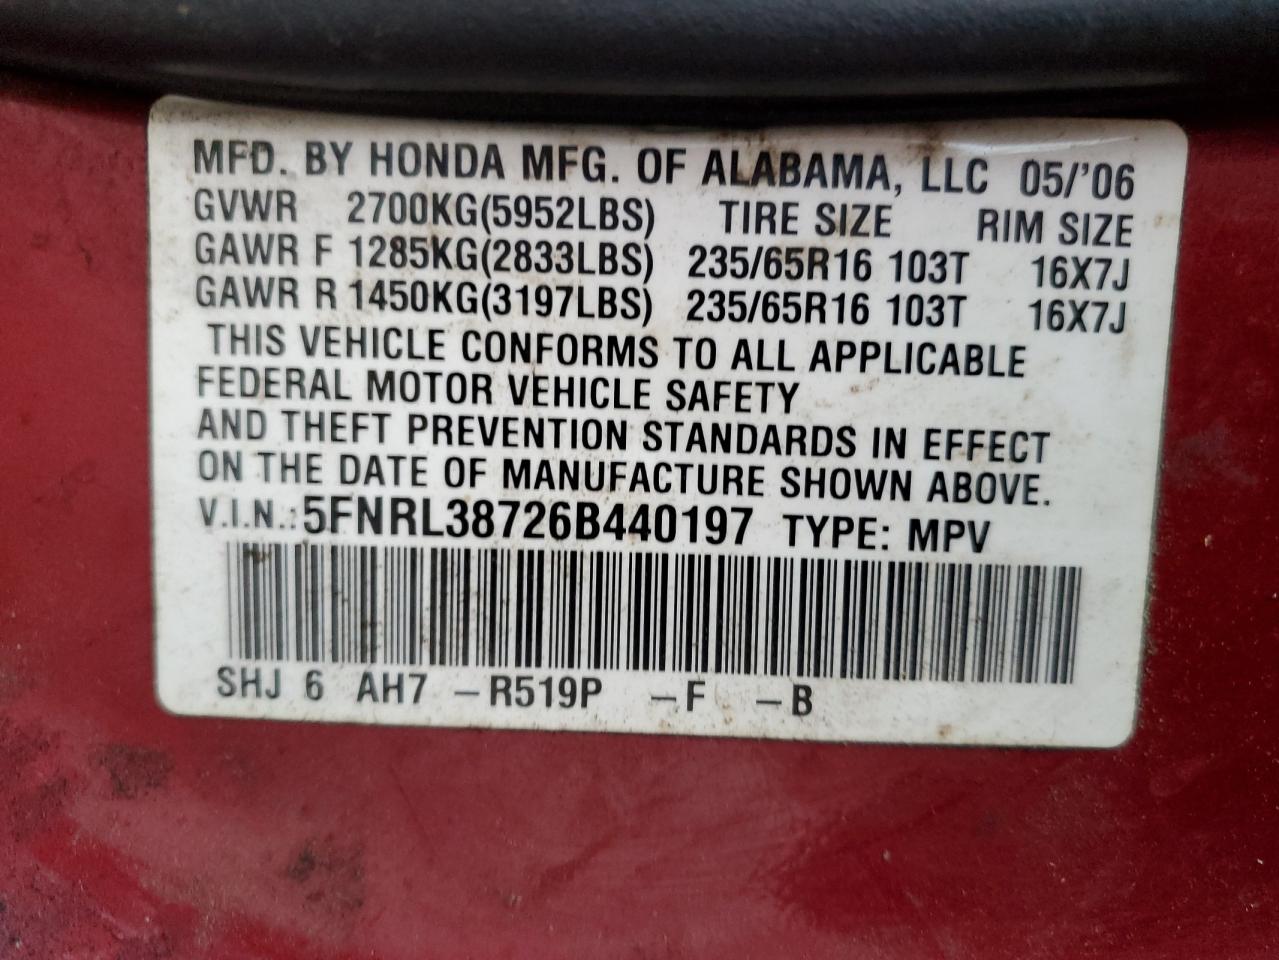 MFD. BY HONDA MFG. OF ALABAMA, LLC 05/'06
GVWR 2700KG(5952LBS) TIRE SIZE RIM SIZE
GAWR F 1285KG(2833LBS) 235/65R16 103T 16X7J
GAWR R 1450KG(3197LBS) 235/65R16 103T 16X7J
THIS VEHICLE CONFORMS TO ALL APPLICABLE
FEDERAL MOTOR VEHICLE SAFETY
AND THEFT PREVENTION STANDARDS IN EFFECT
ON THE DATE OF MANUFACTURE SHOWN ABOVE.
V.I.N.:5FNRL38726B440197 TYPE: MPV
SHJ 6 AH7 –R519P –F –B